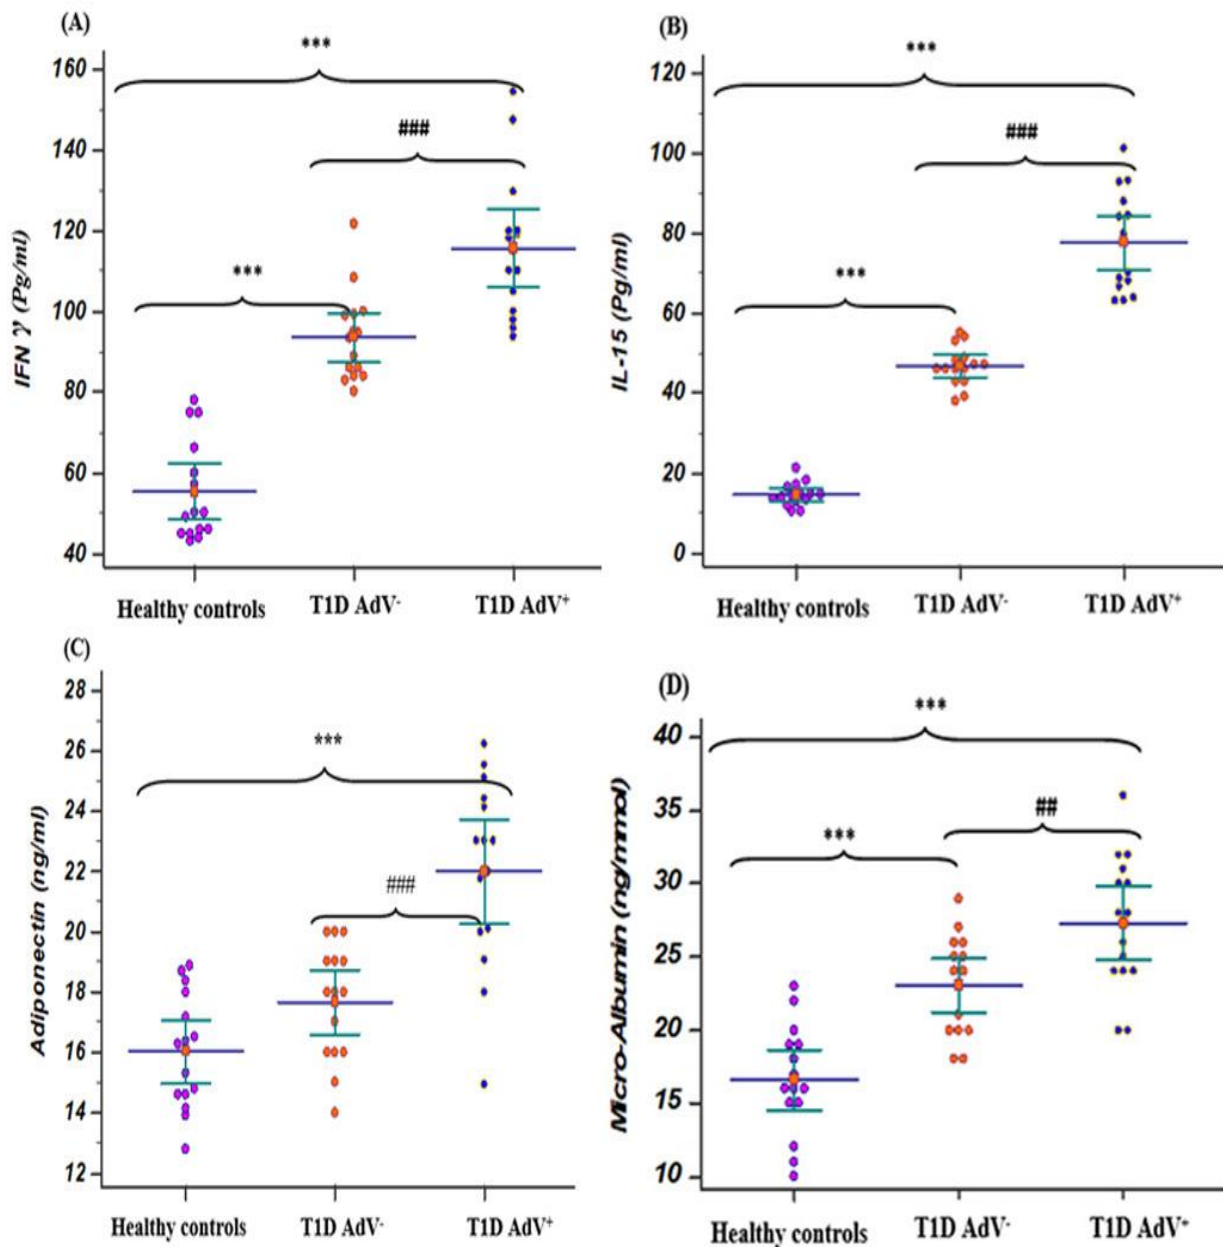 (A)
***
160
###
140
120
***
100
80
60
40
IFN γ (Pg/ml)
Healthy controls
T1D AdV-
T1D AdV+
(B)
***
120
###
100
80
***
60
40
20
0
IL-15 (Pg/ml)
Healthy controls
T1D AdV-
T1D AdV+
(C)
28
***
26
24
22
###
20
18
16
14
12
Adiponectin (ng/ml)
Healthy controls
T1D AdV-
T1D AdV+
(D)
***
40
##
35
***
30
25
20
15
10
Micro-Albumin (ng/mmol)
Healthy controls
T1D AdV-
T1D AdV+